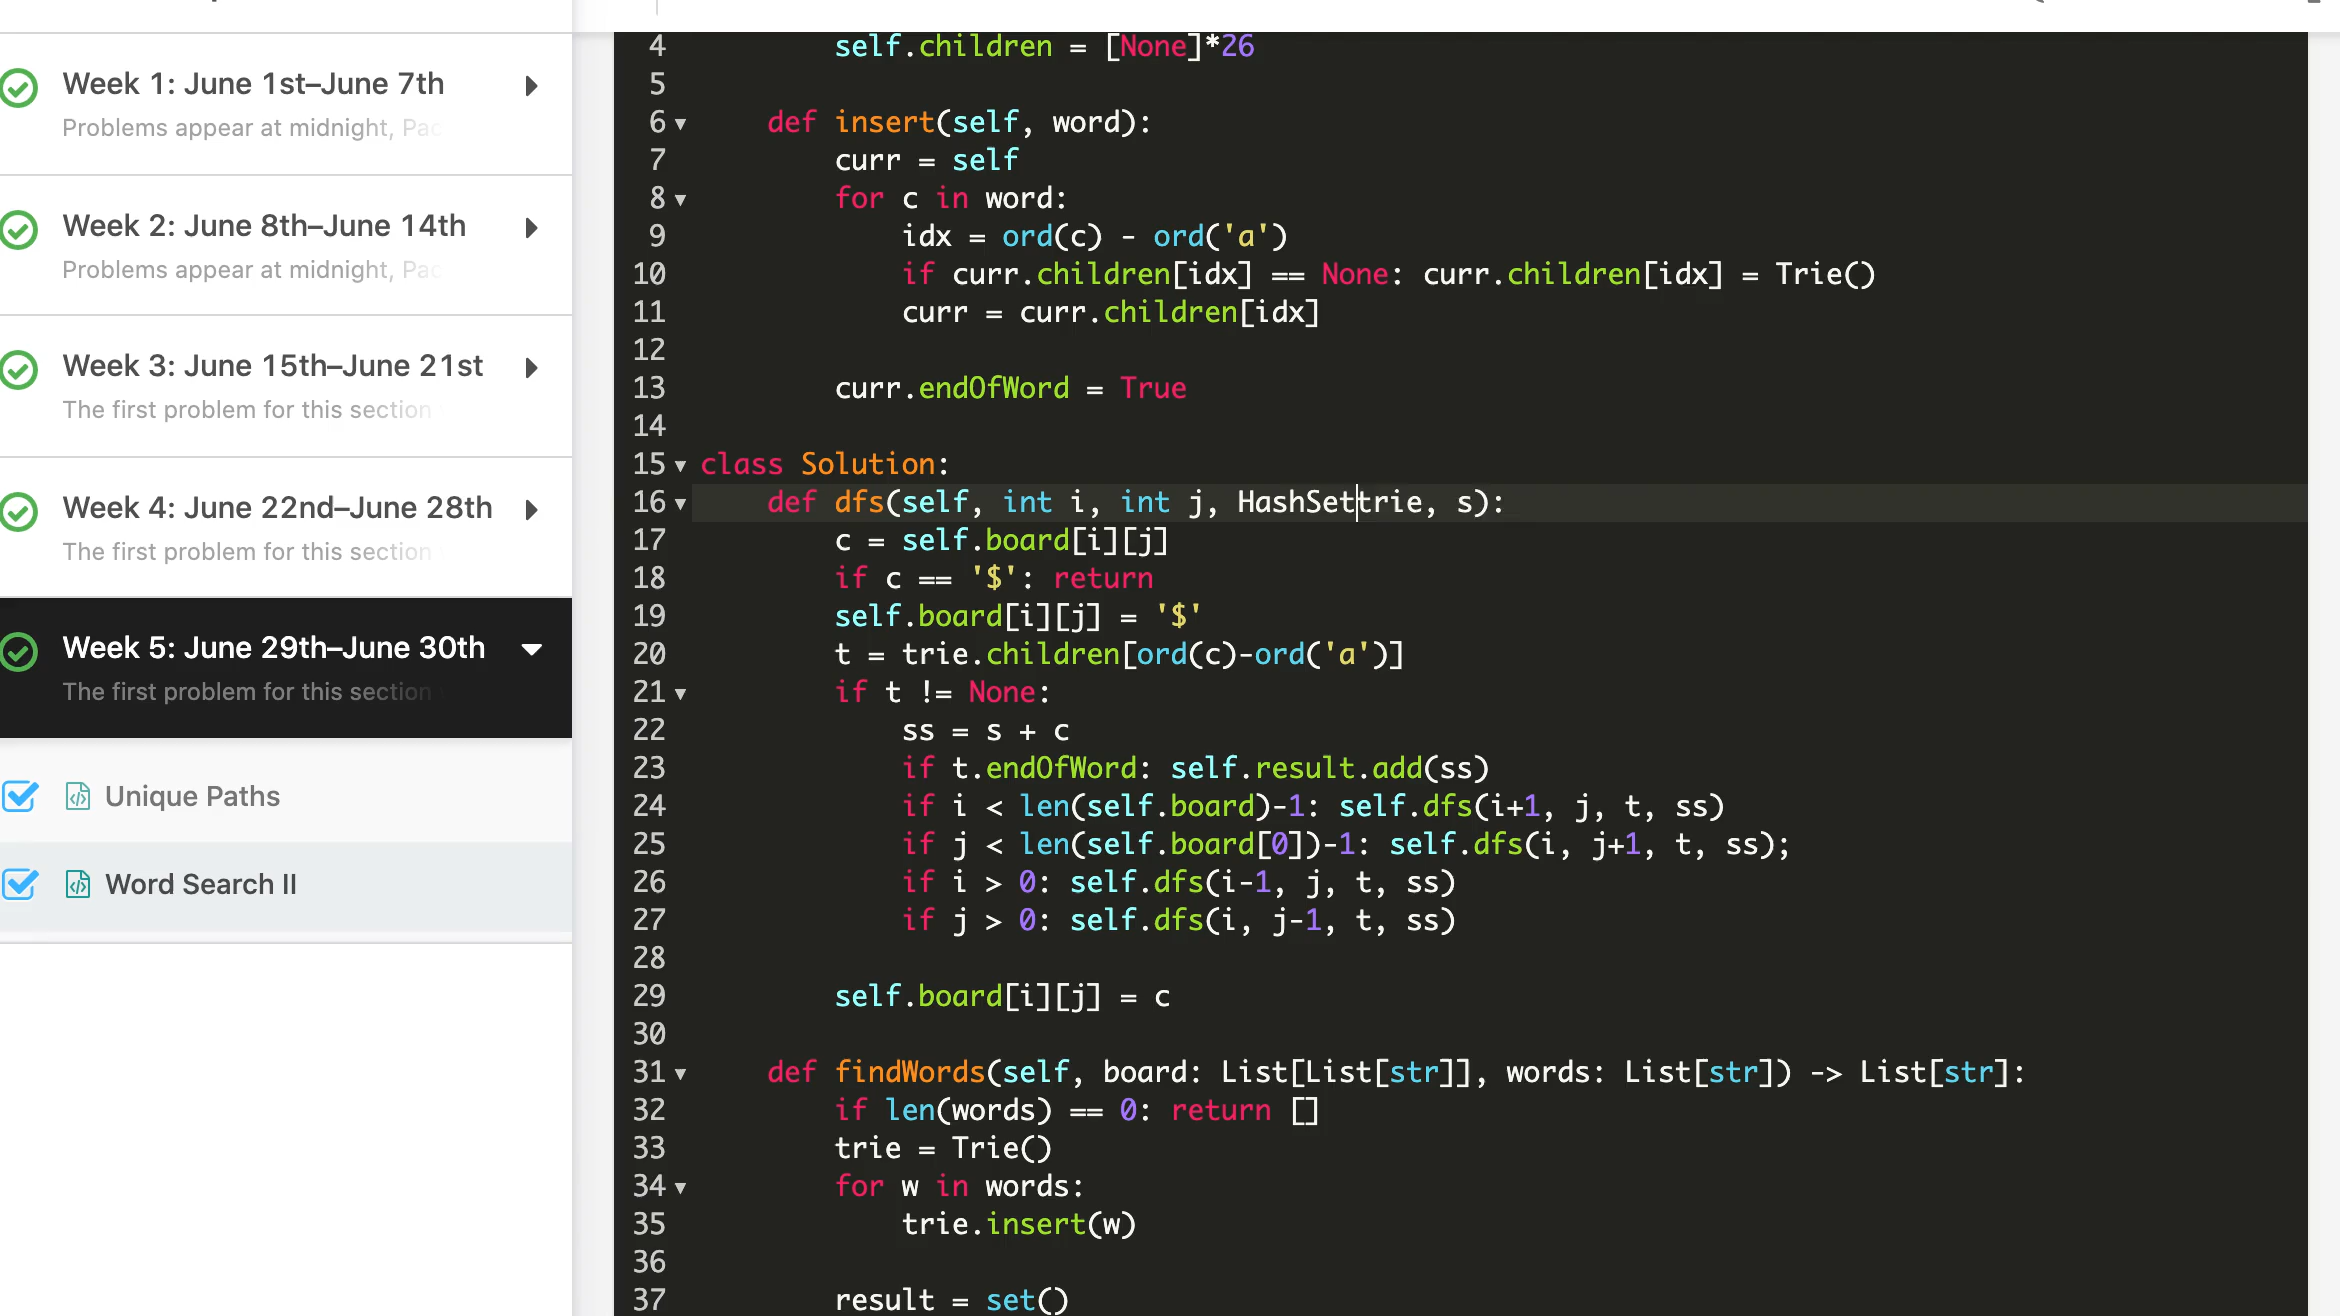 Week 1: June 1st–June 7th
Problems appear at midnight, Pac
Week 2: June 8th–June 14th
Problems appear at midnight, Pac
Week 3: June 15th–June 21st
The first problem for this section
Week 4: June 22nd–June 28th
The first problem for this section
Week 5: June 29th–June 30th
The first problem for this section
Unique Paths
Word Search II
4 self.children = [None]*26
5
6 def insert(self, word):
7 curr = self
8 for c in word:
9 idx = ord(c) - ord('a')
10 if curr.children[idx] == None: curr.children[idx] = Trie()
11 curr = curr.children[idx]
12
13 curr.endOfWord = True
14
15 class Solution:
16 def dfs(self, int i, int j, HashSettrie, s):
17 c = self.board[i][j]
18 if c == '$': return
19 self.board[i][j] = '$'
20 t = trie.children[ord(c)-ord('a')]
21 if t != None:
22 ss = s + c
23 if t.endOfWord: self.result.add(ss)
24 if i < len(self.board)-1: self.dfs(i+1, j, t, ss)
25 if j < len(self.board[0])-1: self.dfs(i, j+1, t, ss);
26 if i > 0: self.dfs(i-1, j, t, ss)
27 if j > 0: self.dfs(i, j-1, t, ss)
28
29 self.board[i][j] = c
30
31 def findWords(self, board: List[List[str]], words: List[str]) -> List[str]:
32 if len(words) == 0: return []
33 trie = Trie()
34 for w in words:
35 trie.insert(w)
36
37 result = set()